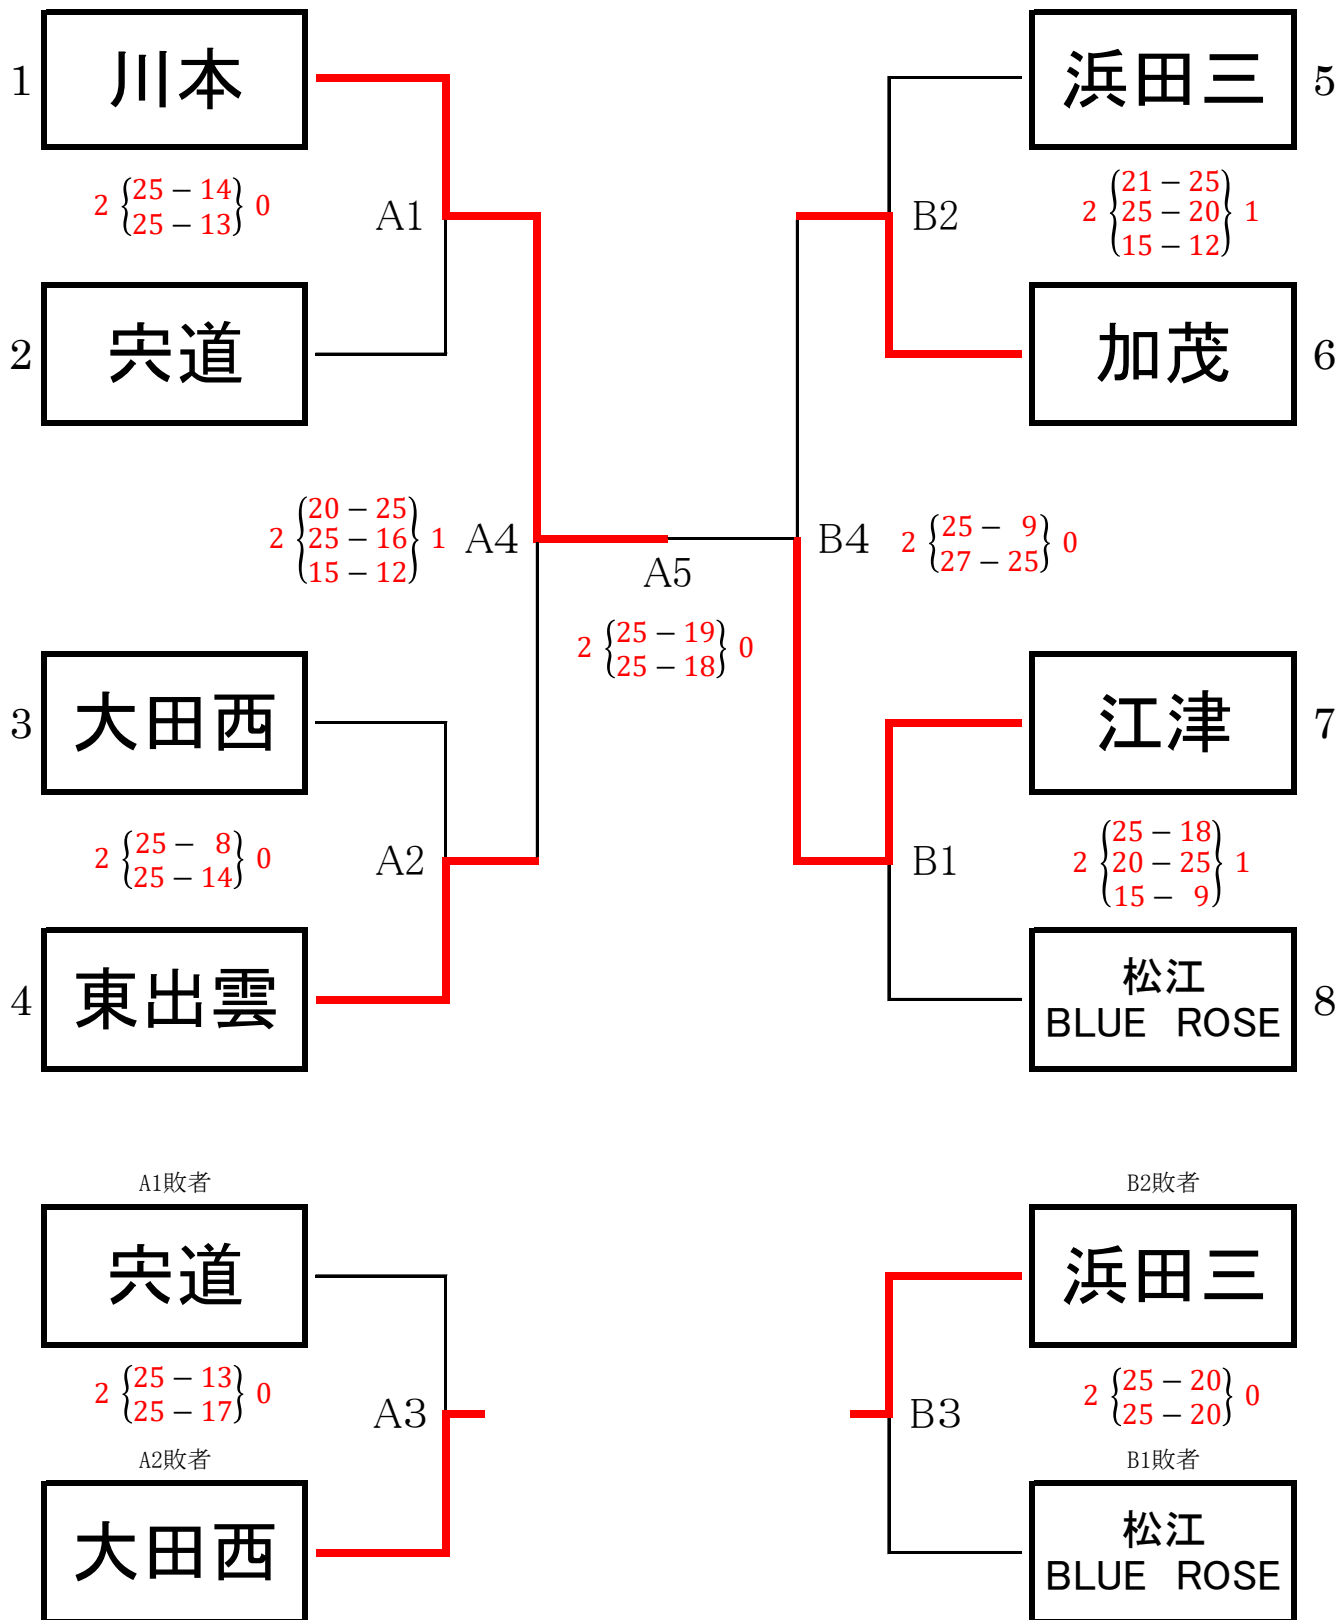 1
川本
浜田三
5
2 {25 − 14
25 − 13} 0
A1
B2
2 {21 − 25
25 − 20
15 − 12} 1
2
宍道
加茂
6
2 {20 − 25
25 − 16
15 − 12} 1
A4
A5
B4
2 {25 − 9
27 − 25} 0
2 {25 − 19
25 − 18} 0
3
大田西
江津
7
2 {25 − 8
25 − 14} 0
A2
B1
2 {25 − 18
20 − 25
15 − 9} 1
4
東出雲
松江
BLUE ROSE
8
A1敗者
宍道
B2敗者
浜田三
2 {25 − 13
25 − 17} 0
A3
B3
2 {25 − 20
25 − 20} 0
A2敗者
大田西
B1敗者
松江
BLUE ROSE